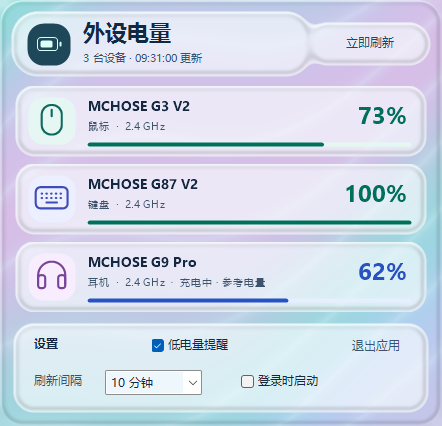 外设电量
3 台设备 · 09:31:00 更新
立即刷新
MCHOSE G3 V2
鼠标 · 2.4 GHz
73%
MCHOSE G87 V2
键盘 · 2.4 GHz
100%
MCHOSE G9 Pro
耳机 · 2.4 GHz · 充电中 · 参考电量
62%
设置
低电量提醒
退出应用
刷新间隔
10 分钟
登录时启动